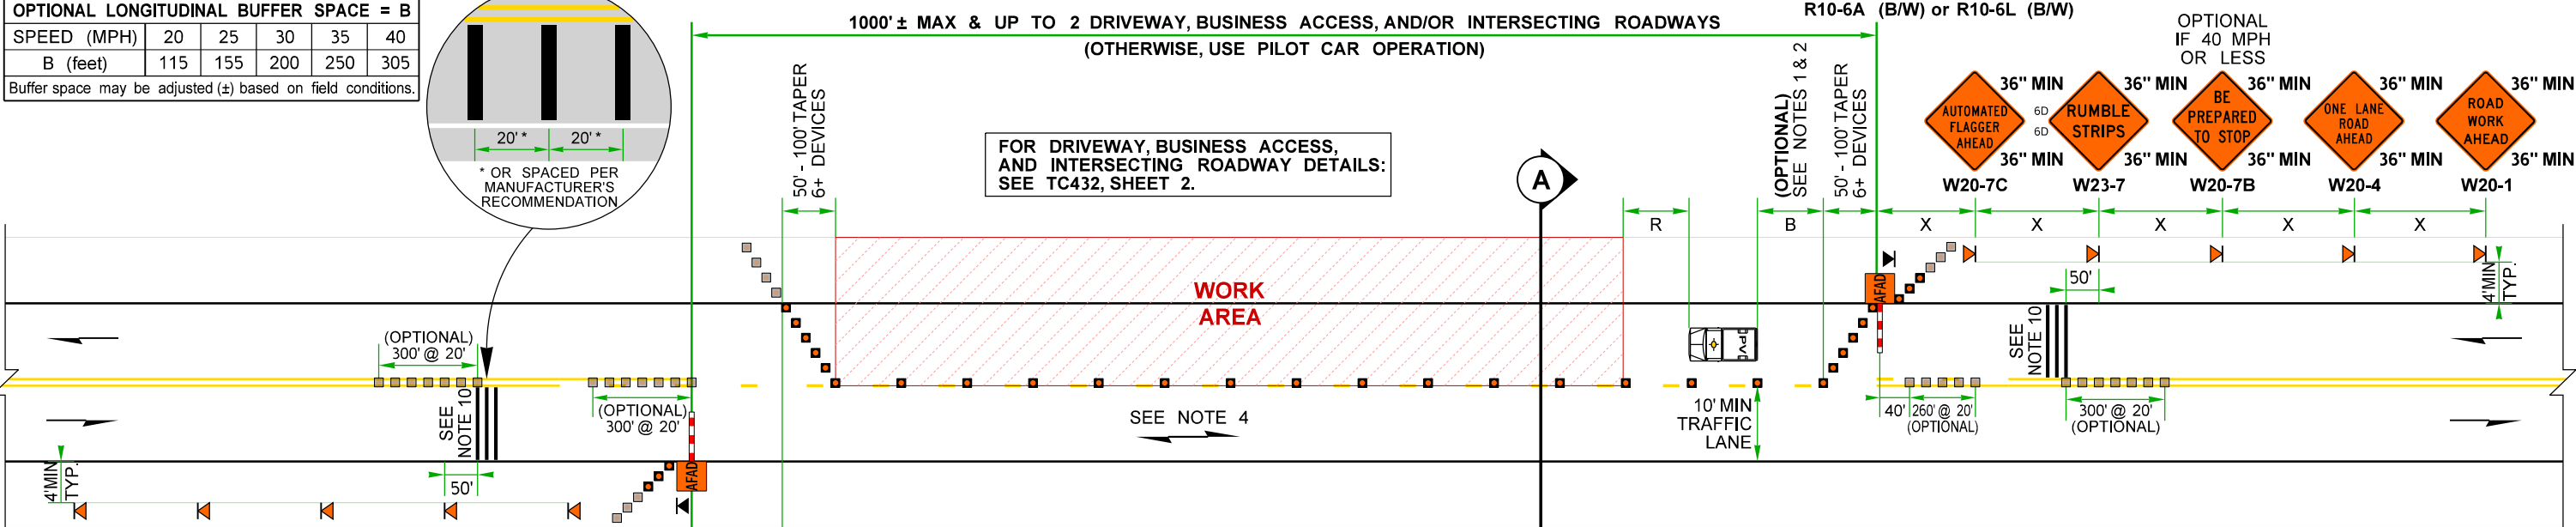 OPTIONAL LONGITUDINAL BUFFER SPACE = B
SPEED (MPH) 20 25 30 35 40
B (feet) 115 155 200 250 305
Buffer space may be adjusted (±) based on field conditions.
20' * 20' *
* OR SPACED PER
MANUFACTURER'S
RECOMMENDATION
1000' ± MAX & UP TO 2 DRIVEWAY, BUSINESS ACCESS, AND/OR INTERSECTING ROADWAYS
(OTHERWISE, USE PILOT CAR OPERATION)
50' - 100' TAPER
6+ DEVICES
FOR DRIVEWAY, BUSINESS ACCESS,
AND INTERSECTING ROADWAY DETAILS:
SEE TC432, SHEET 2.
A
(OPTIONAL)
SEE NOTES 1 & 2
50' - 100' TAPER
6+ DEVICES
R10-6A (B/W) or R10-6L (B/W)
OPTIONAL
IF 40 MPH
OR LESS
36" MIN
AUTOMATED
FLAGGER
AHEAD
36" MIN
W20-7C
6D
6D
36" MIN
RUMBLE
STRIPS
36" MIN
W23-7
36" MIN
BE
PREPARED
TO STOP
36" MIN
W20-7B
36" MIN
ONE LANE
ROAD
AHEAD
36" MIN
W20-4
36" MIN
ROAD
WORK
AHEAD
36" MIN
W20-1
R B X X X X X
WORK
AREA
AFAD
50'
4'MIN
TYP.
SEE
NOTE 10
(OPTIONAL)
300' @ 20'
PV
SEE
NOTE 10
(OPTIONAL)
300' @ 20'
SEE NOTE 4
10' MIN
TRAFFIC
LANE
40' 260' @ 20'
(OPTIONAL)
300' @ 20'
(OPTIONAL)
4'MIN
TYP.
50'
AFAD